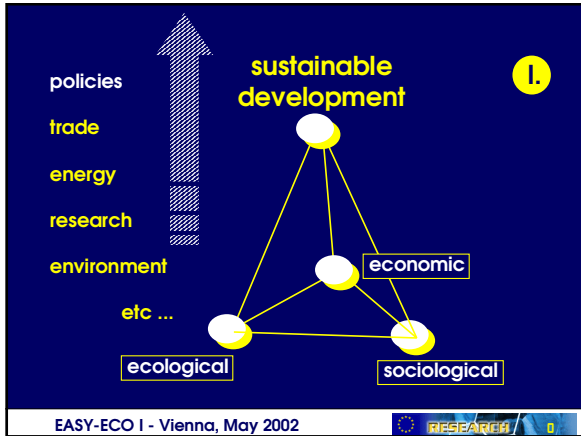 sustainable
development
I.
policies
trade
energy
research
environment
etc ...
economic
ecological
sociological
EASY-ECO I - Vienna, May 2002
RESEARCH
0